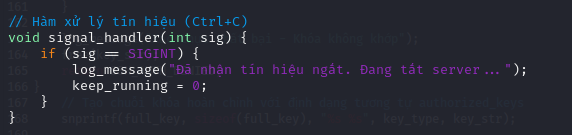 // Hàm xử lý tín hiệu (Ctrl+C)
void signal_handler(int sig) {
    if (sig == SIGINT) {
        log_message("Đã nhận tín hiệu ngắt. Đang tắt server...");
        keep_running = 0;
    }
}